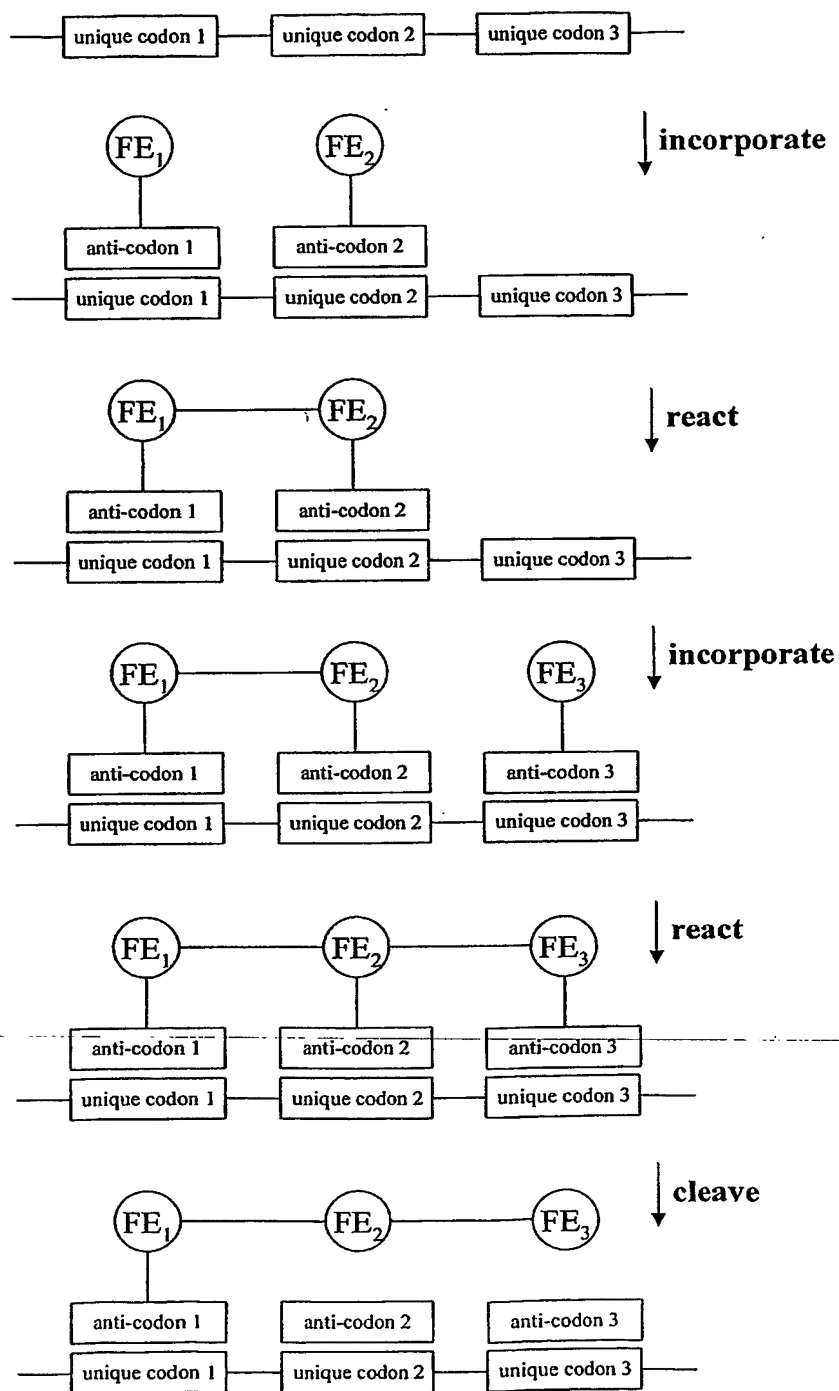 unique codon 1 unique codon 2 unique codon 3
incorporate
FE1 FE2
anti-codon 1 anti-codon 2
unique codon 1 unique codon 2 unique codon 3
react
FE1 FE2
anti-codon 1 anti-codon 2
unique codon 1 unique codon 2 unique codon 3
incorporate
FE1 FE2 FE3
anti-codon 1 anti-codon 2 anti-codon 3
unique codon 1 unique codon 2 unique codon 3
react
FE1 FE2 FE3
anti-codon 1 anti-codon 2 anti-codon 3
unique codon 1 unique codon 2 unique codon 3
cleave
FE1 FE2 FE3
anti-codon 1 anti-codon 2 anti-codon 3
unique codon 1 unique codon 2 unique codon 3